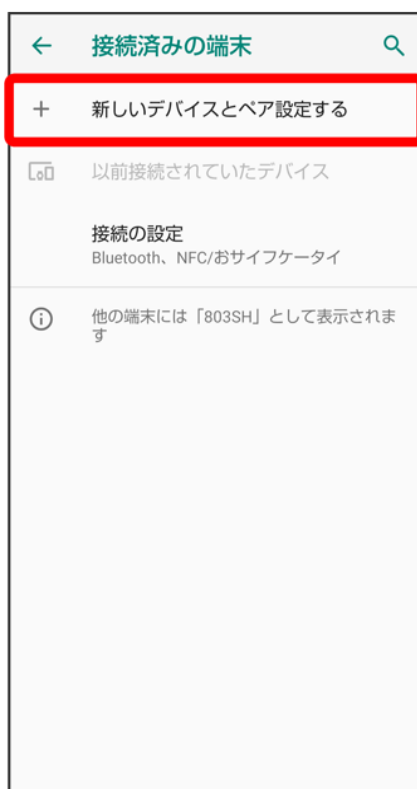 接続済みの端末
新しいデバイスとペア設定する
以前接続されていたデバイス
接続の設定
Bluetooth、NFC/おサイフケータイ
他の端末には「803SH」として表示されま
す